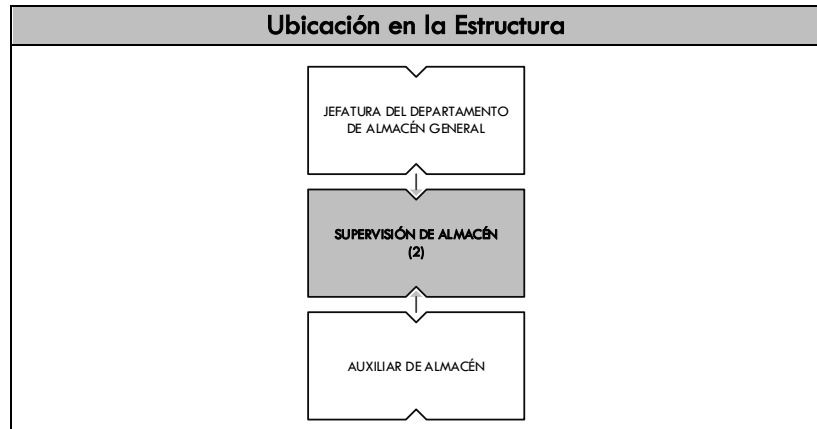 Ubicación en la Estructura
JEFATURA DEL DEPARTAMENTO
DE ALMACÉN GENERAL
SUPERVISIÓN DE ALMACÉN
(2)
AUXILIAR DE ALMACÉN